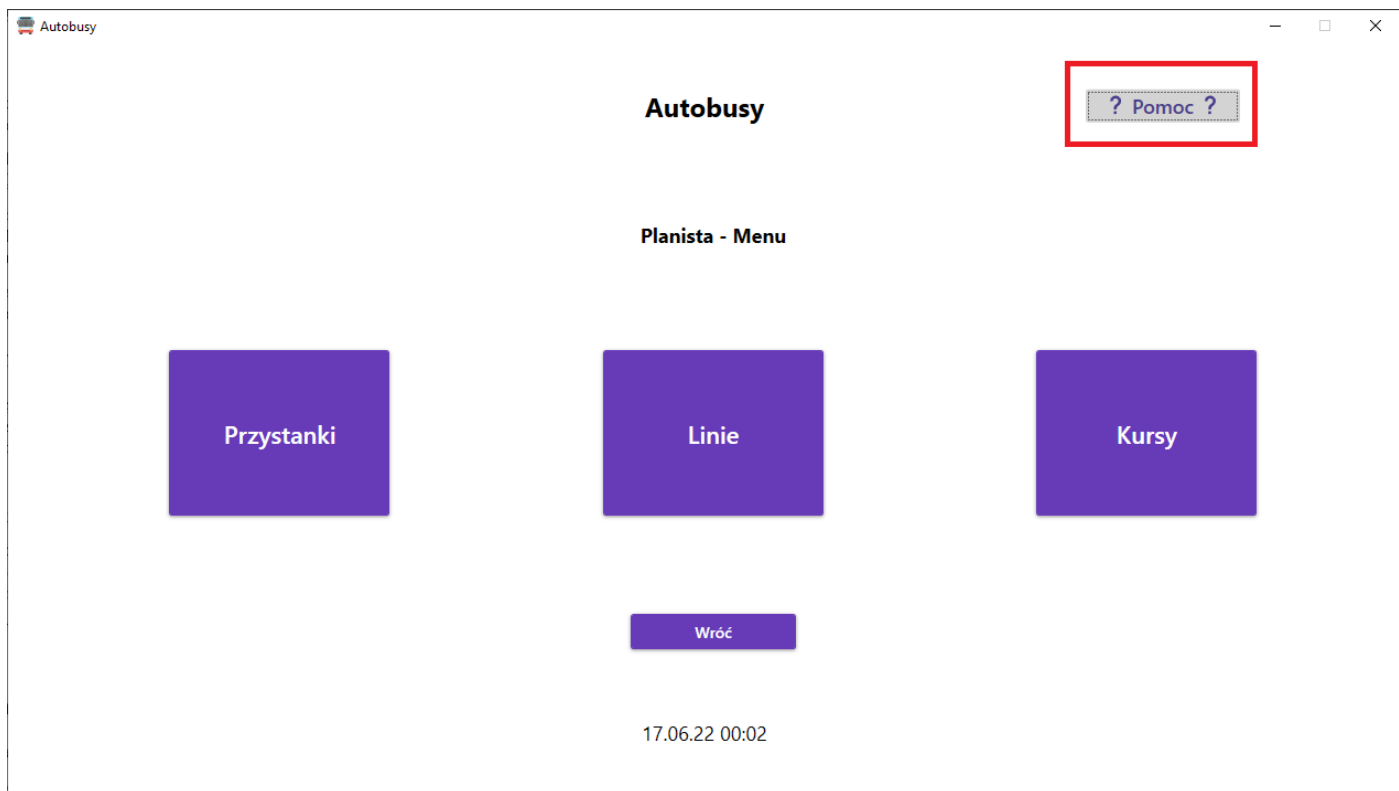 Autobusy
Autobusy
? Pomoc ?
Planista - Menu
Przystanki
Linie
Kursy
Wróć
17.06.22 00:02